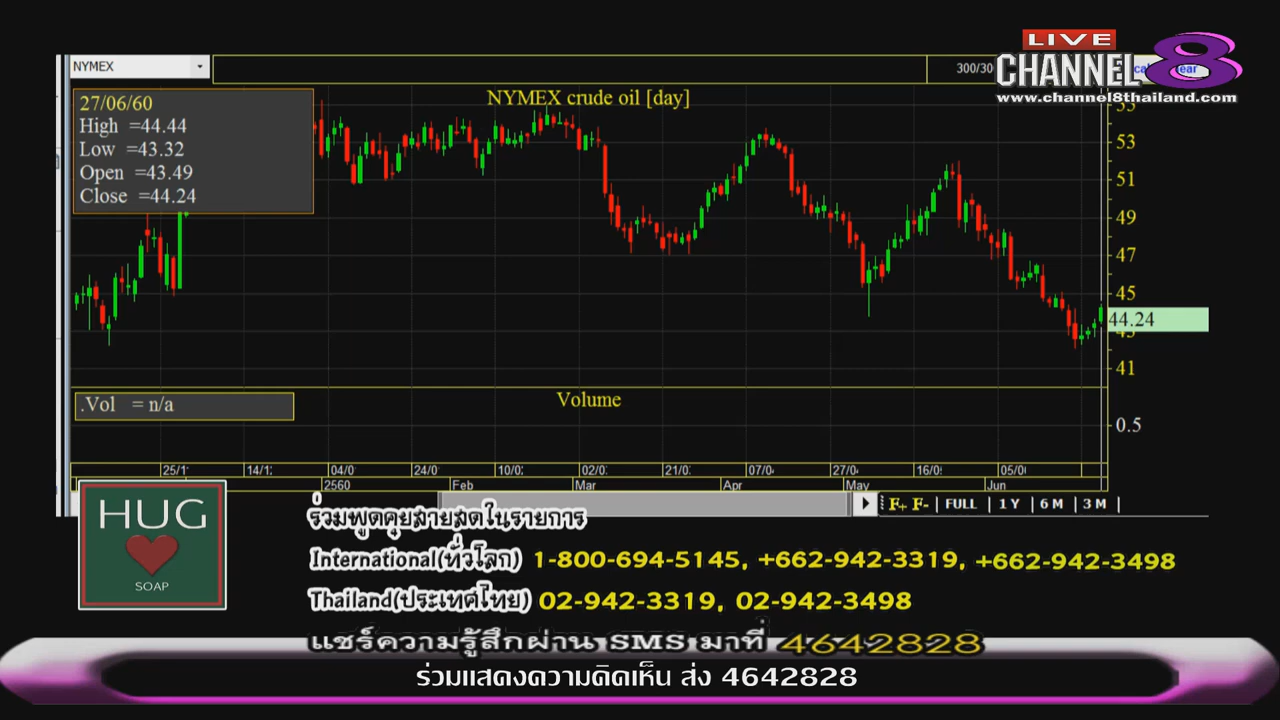 LIVE
CHANNEL 8
www.channel8thailand.com
NYMEX
300/30
NYMEX crude oil [day]
27/06/60
High =44.44
Low =43.32
Open =43.49
Close =44.24
53
51
49
47
45
44.24
41
.Vol = n/a
Volume
0.5
25/1 14/1 04/0 24/0 10/0 02/0 21/0 07/0 27/0 16/0 05/0
2560 Feb Mar Apr May Jun
F+ F- FULL 1 Y 6 M 3 M
HUG
SOAP
ร่วมพูดคุยสายสดในรายการ
International(ทั่วโลก) 1-800-694-5145, +662-942-3319, +662-942-3498
Thailand(ประเทศไทย) 02-942-3319, 02-942-3498
แชร์ความรู้สึกผ่าน SMS มาที่ 4642828
ร่วมแสดงความคิดเห็น ส่ง 4642828